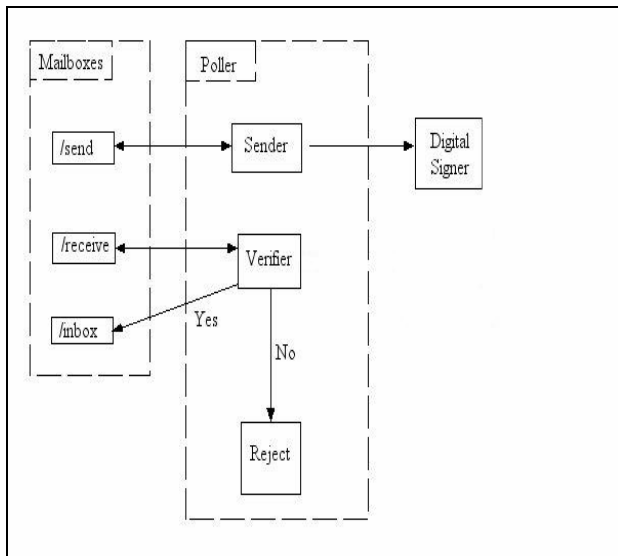 Mailboxes
Poller
/send
Sender
Digital
Signer
/receive
Verifier
/inbox
Yes
No
Reject